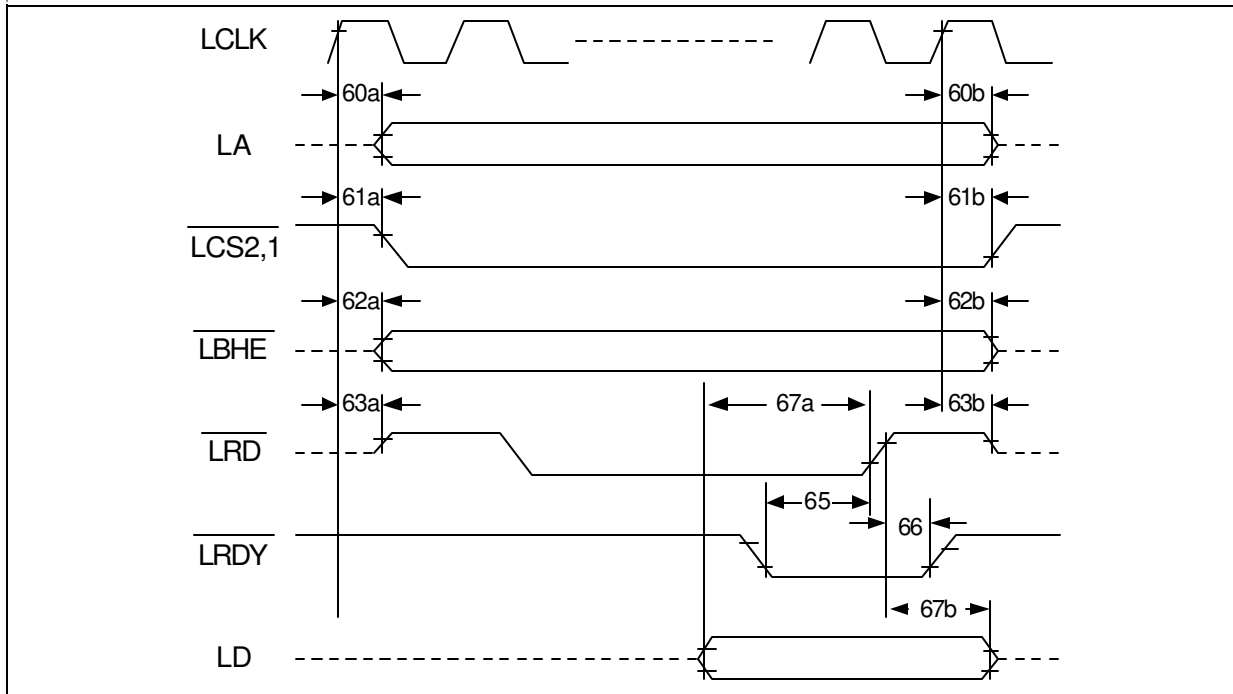 LCLK
60a 60b
LA
61a 61b
LCS2,1
62a 62b
LBHE
63a 67a 63b
LRD
65
66
LRDY
67b
LD